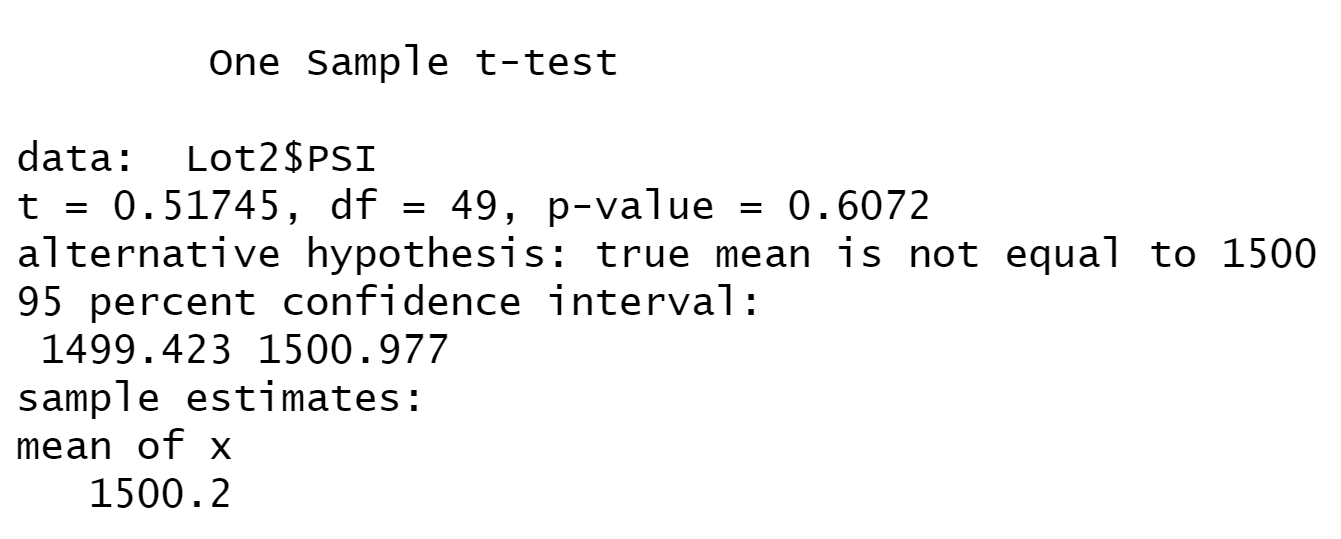 One Sample t-test
data:  Lot2$PSI
t = 0.51745, df = 49, p-value = 0.6072
alternative hypothesis: true mean is not equal to 1500
95 percent confidence interval:
1499.423 1500.977
sample estimates:
mean of x
1500.2